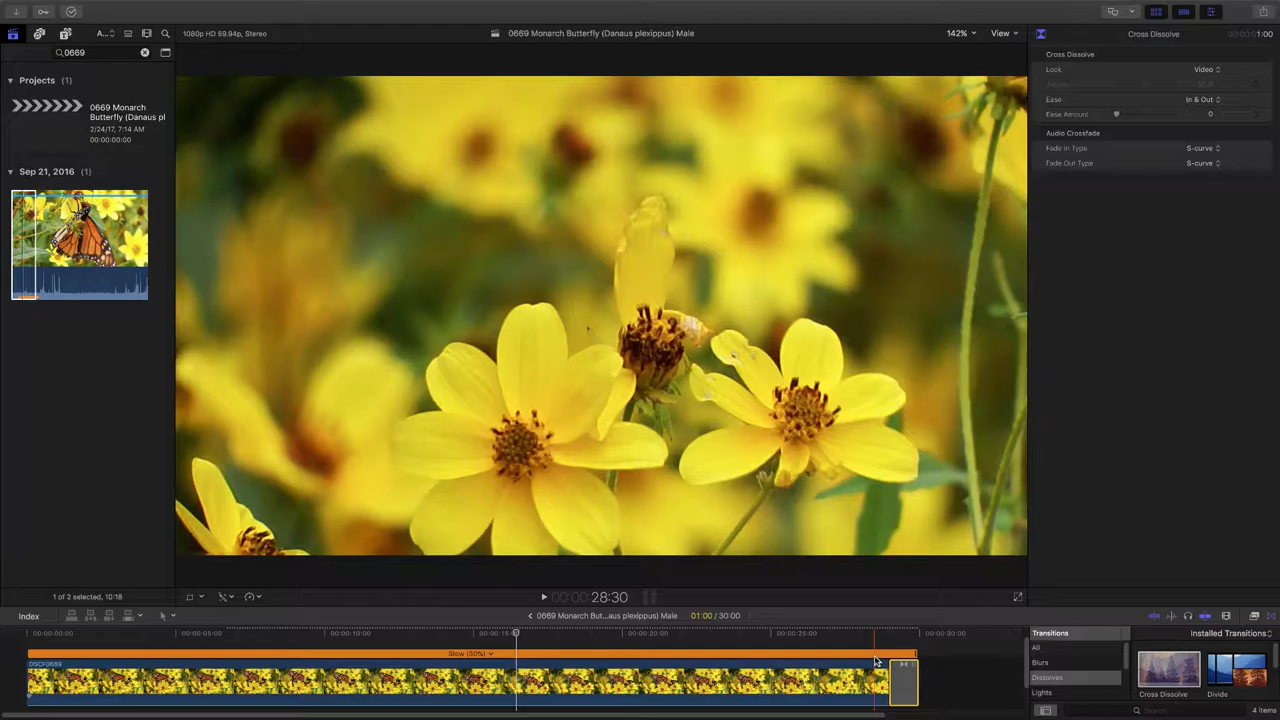 1080p HD 59.94p, Stereo
0669 Monarch Butterfly (Danaus plexippus) Male
142%
View
Cross Dissolve
1:00
0669
Projects (1)
0669 Monarch
Butterfly (Danaus pl
2/24/17, 7:14 AM
00:00:00:00
Sep 21, 2016 (1)
1 of 2 selected, 10:18
Cross Dissolve
Look
Video
Ease
In & Out
Ease Amount
0
Audio Crossfade
Fade In Type
S-curve
Fade Out Type
S-curve
00:00:28:30
Index
0669 Monarch But...aus plexippus) Male
01:00 / 30:00
00:00:00:00
00:00:05:00
00:00:10:00
00:00:15:00
00:00:20:00
00:00:25:00
00:00:30:00
Slow (30%)
DSCF0669
Transitions
Installed Transitions
All
Blurs
Dissolves
Lights
Cross Dissolve
Divide
Search
4 items